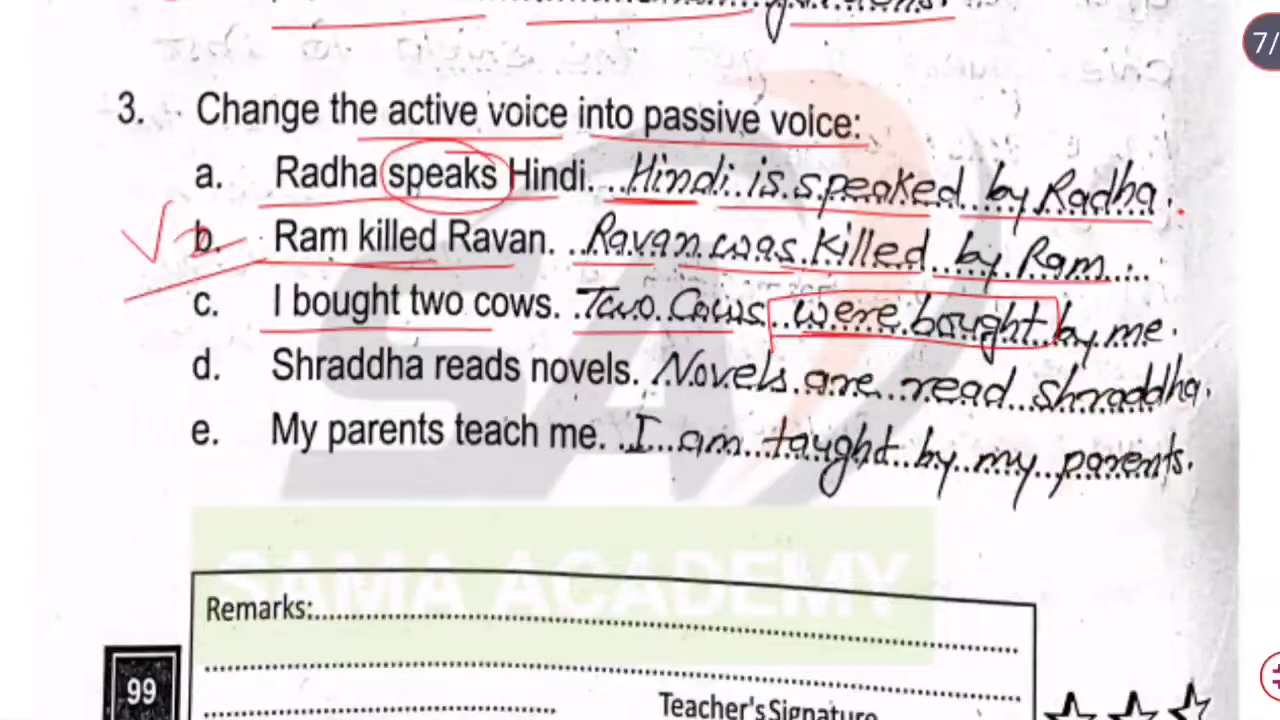 7/
3. Change the active voice into passive voice:
a. Radha speaks Hindi. Hindi is speaked by Radha.
b. Ram killed Ravan. Ravan was killed by Ram
c. I bought two cows. Two Cows were bought by me.
d. Shraddha reads novels. Novels are read shraddha.
e. My parents teach me. I am taught by my parents.
SAMA ACADEMY
Remarks:
99
Teacher's Signature